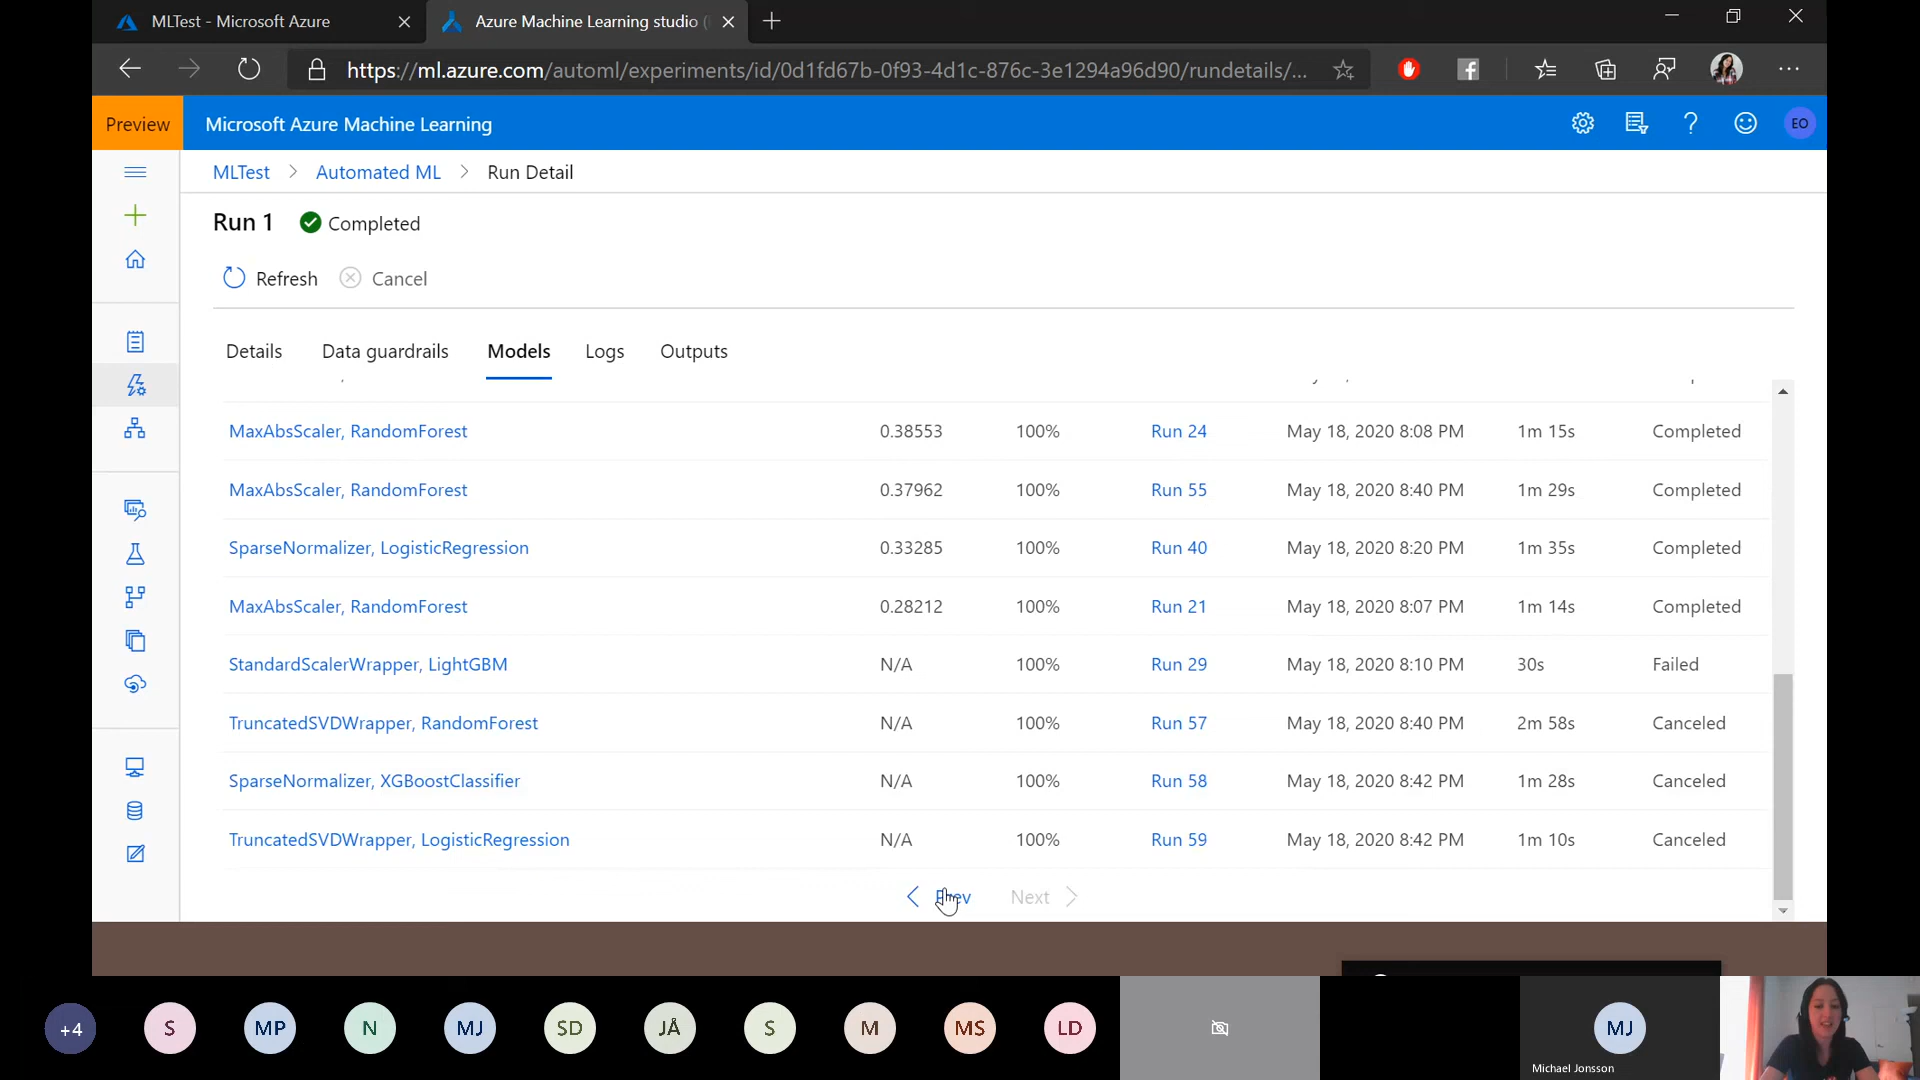 MLTest - Microsoft Azure
Azure Machine Learning studio (
https://ml.azure.com/automl/experiments/id/0d1fd67b-0f93-4d1c-876c-3e1294a96d90/rundetails/...
Preview
Microsoft Azure Machine Learning
EO
MLTest > Automated ML > Run Detail
Run 1 Completed
Refresh Cancel
Details Data guardrails Models Logs Outputs
MaxAbsScaler, RandomForest 0.38553 100% Run 24 May 18, 2020 8:08 PM 1m 15s Completed
MaxAbsScaler, RandomForest 0.37962 100% Run 55 May 18, 2020 8:40 PM 1m 29s Completed
SparseNormalizer, LogisticRegression 0.33285 100% Run 40 May 18, 2020 8:20 PM 1m 35s Completed
MaxAbsScaler, RandomForest 0.28212 100% Run 21 May 18, 2020 8:07 PM 1m 14s Completed
StandardScalerWrapper, LightGBM N/A 100% Run 29 May 18, 2020 8:10 PM 30s Failed
TruncatedSVDWrapper, RandomForest N/A 100% Run 57 May 18, 2020 8:40 PM 2m 58s Canceled
SparseNormalizer, XGBoostClassifier N/A 100% Run 58 May 18, 2020 8:42 PM 1m 28s Canceled
TruncatedSVDWrapper, LogisticRegression N/A 100% Run 59 May 18, 2020 8:42 PM 1m 10s Canceled
Prev Next
+4 S MP N MJ SD JÅ S M MS LD MJ
Michael Jonsson